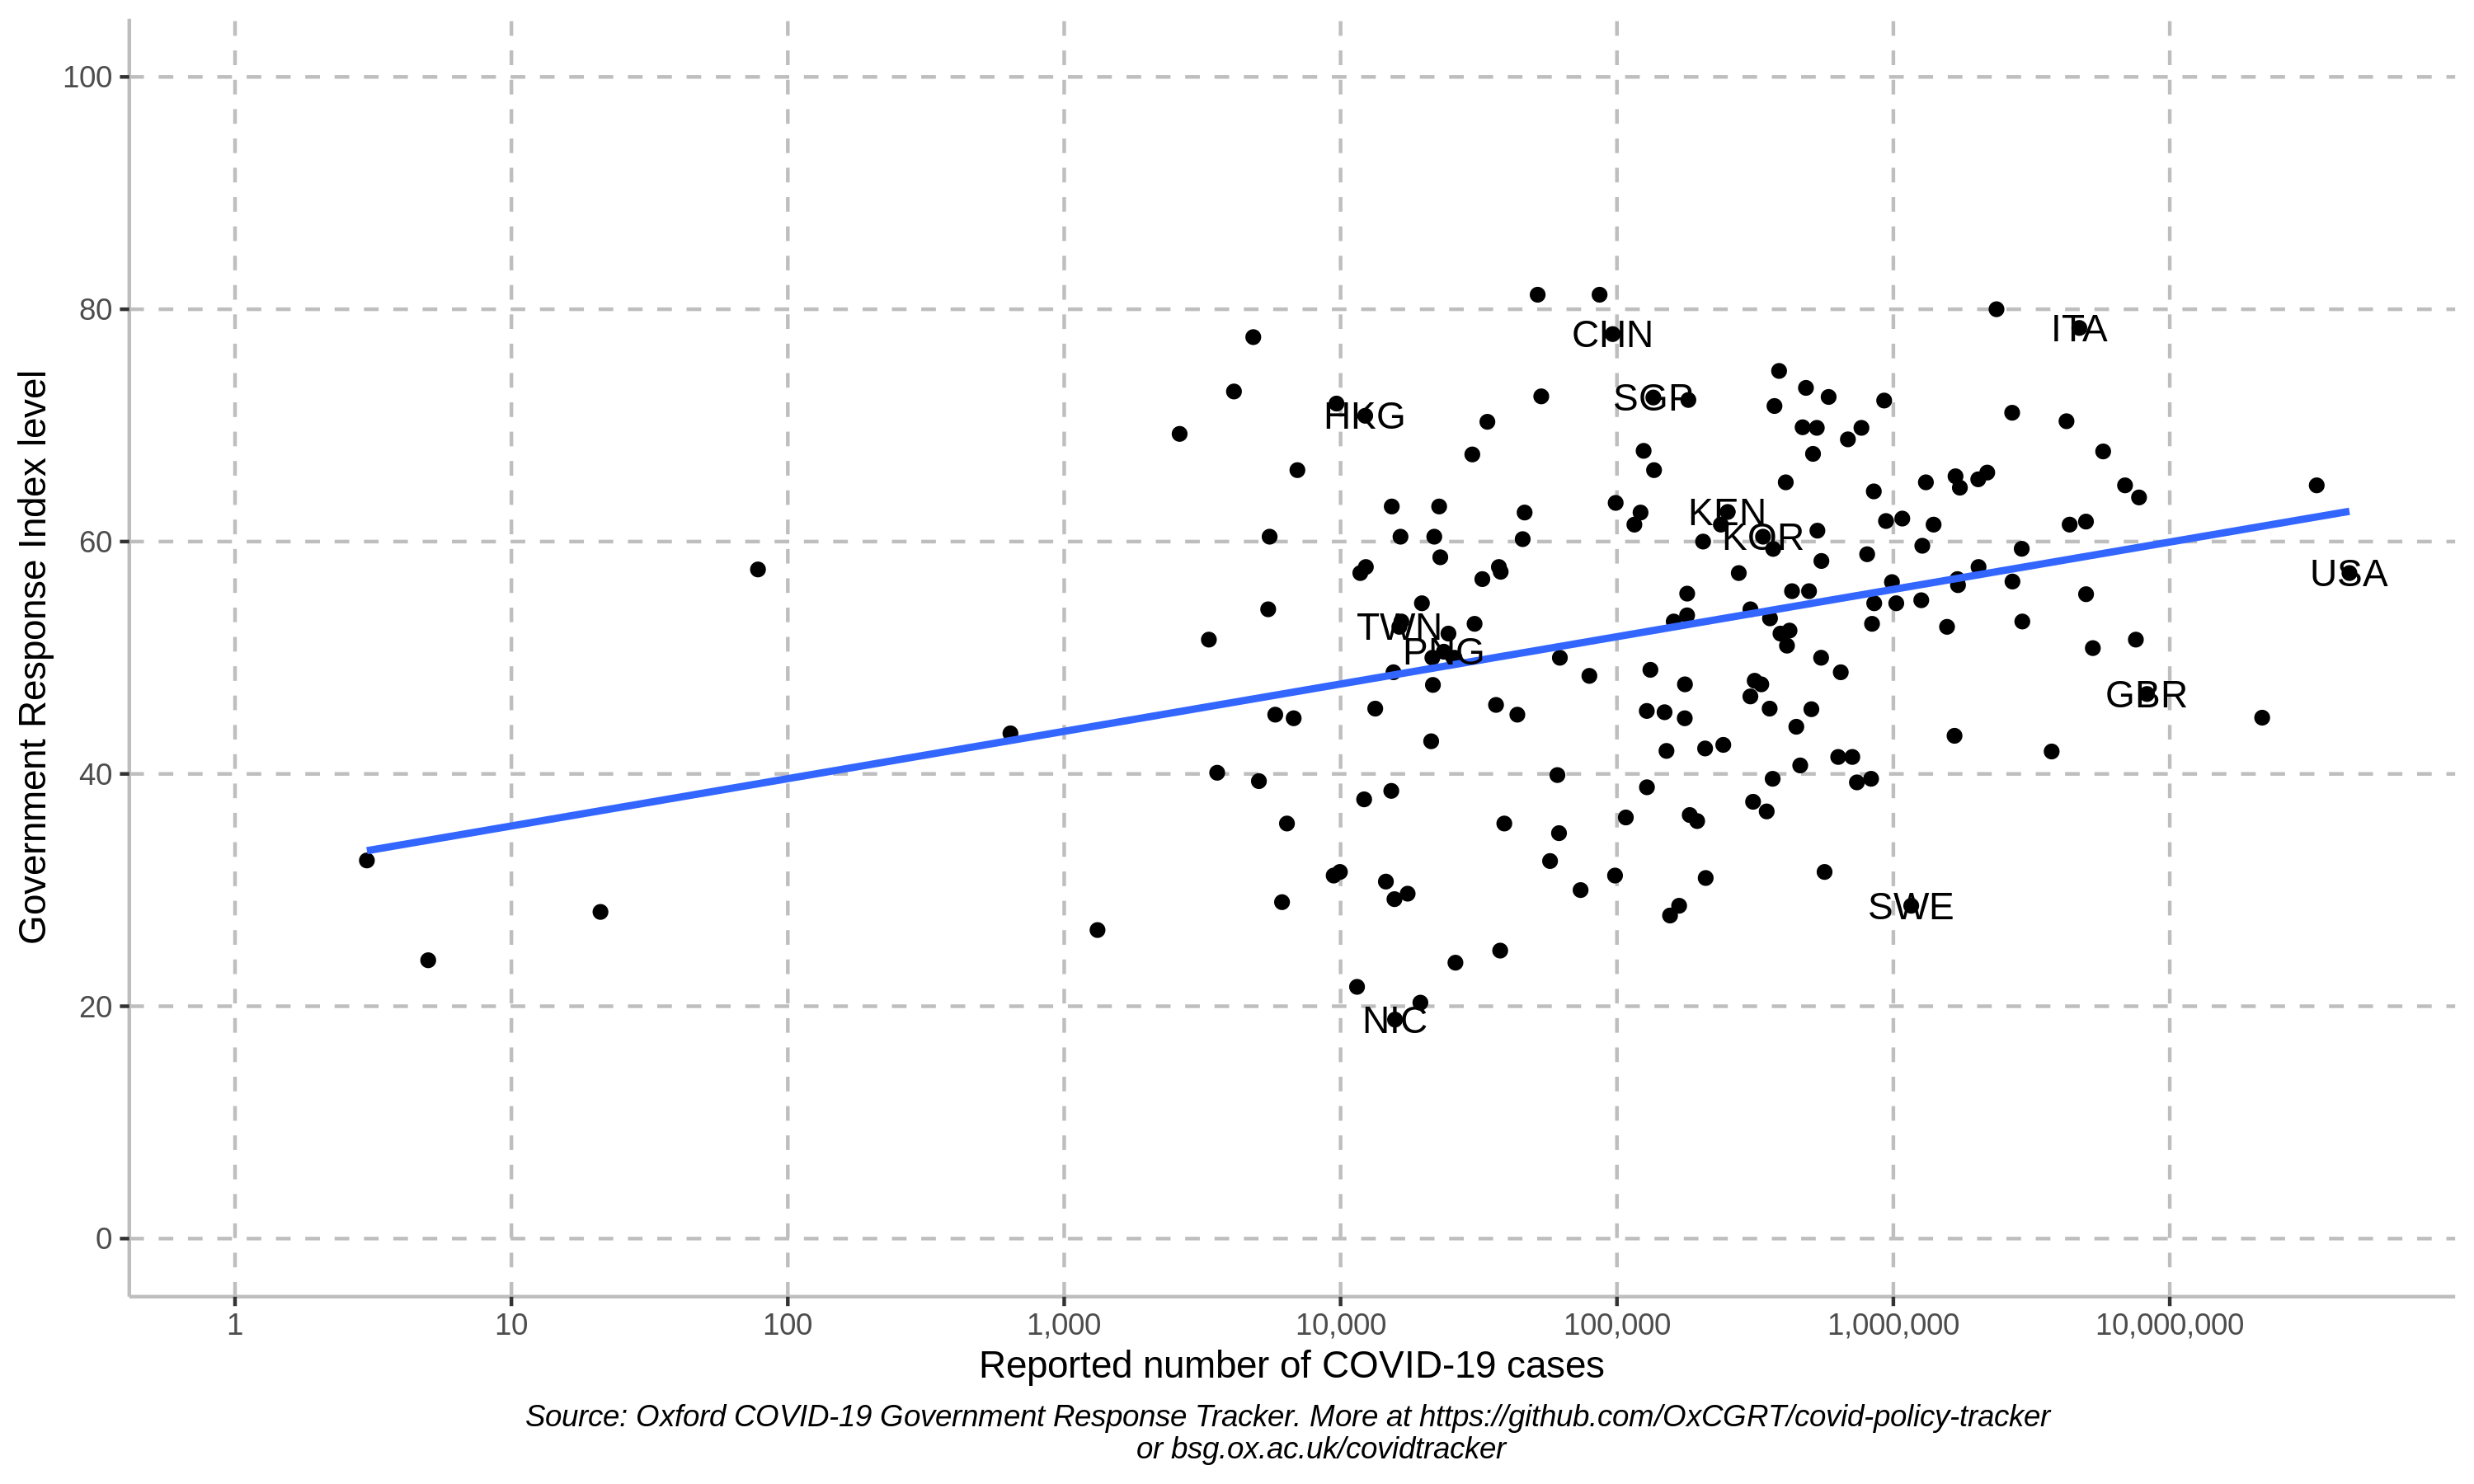 100
80
ITA
CHN
SGP
HKG
KEN
60
KOR
USA
TWN
PNG
GBR
40
SWE
20
NIC
0
Government Response Index level
1 10 100 1,000 10,000 100,000 1,000,000 10,000,000
Reported number of COVID-19 cases
Source: Oxford COVID-19 Government Response Tracker. More at https://github.com/OxCGRT/covid-policy-tracker
or bsg.ox.ac.uk/covidtracker